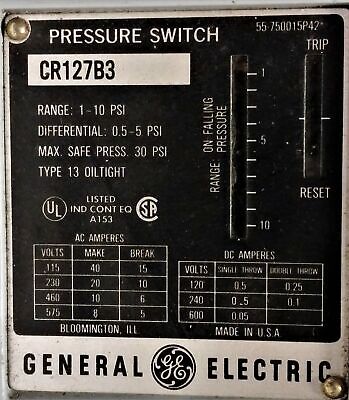 55-750015P42
PRESSURE SWITCH
TRIP
CR127B3
RANGE: 1-10 PSI
DIFFERENTIAL: 0.5-5 PSI
MAX. SAFE PRESS. 30 PSI
TYPE 13 OILTIGHT
RANGE: ON FALLING PRESSURE
1
5
10
RESET
UL
LISTED
IND CONT EQ
A153
SA
AC AMPERES
VOLTS MAKE BREAK
115 40 15
230 20 10
460 10 6
575 8 5
BLOOMINGTON, ILL
DC AMPERES
VOLTS SINGLE THROW DOUBLE THROW
120 0.5 0.25
240 0.5 0.1
600 0.05
MADE IN U.S.A
GENERAL GE ELECTRIC